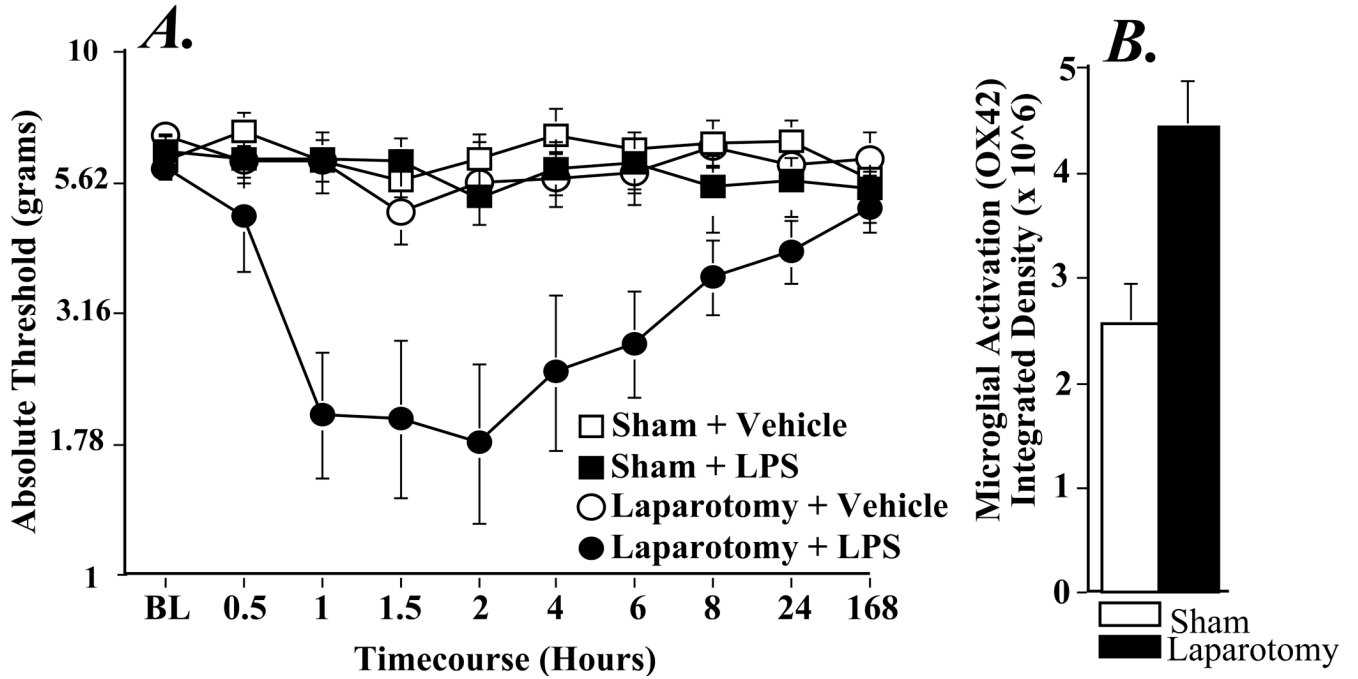 A.
10
5.62
3.16
1.78
1
Absolute Threshold (grams)
Sham + Vehicle
Sham + LPS
Laparotomy + Vehicle
Laparotomy + LPS
BL 0.5 1 1.5 2 4 6 8 24 168
Timecourse (Hours)
B.
5
4
3
2
1
0
Microglial Activation (OX42)
Integrated Density (x 10^6)
Sham
Laparotomy